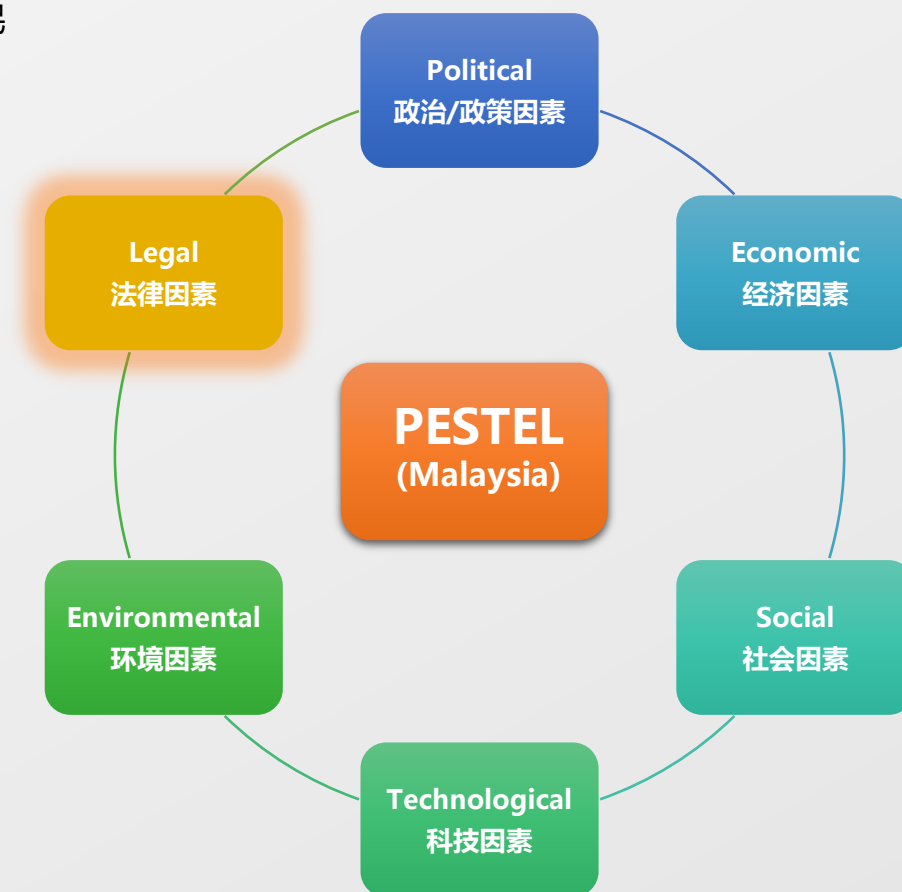 Political
政治/政策因素
Legal
法律因素
Economic
经济因素
PESTEL
(Malaysia)
Environmental
环境因素
Social
社会因素
Technological
科技因素